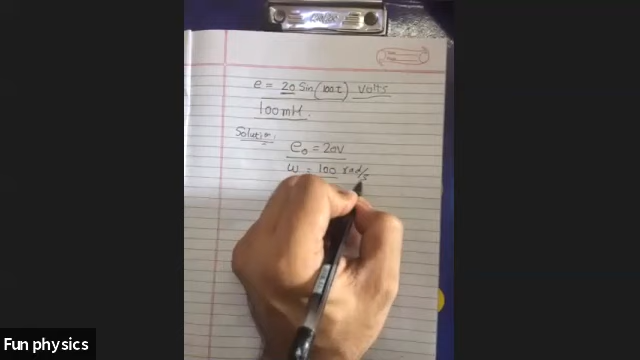 e = 20 Sin(100t) volts
100mH.
Solution:
e₀ = 20V
ω = 100 rad/s
Fun physics